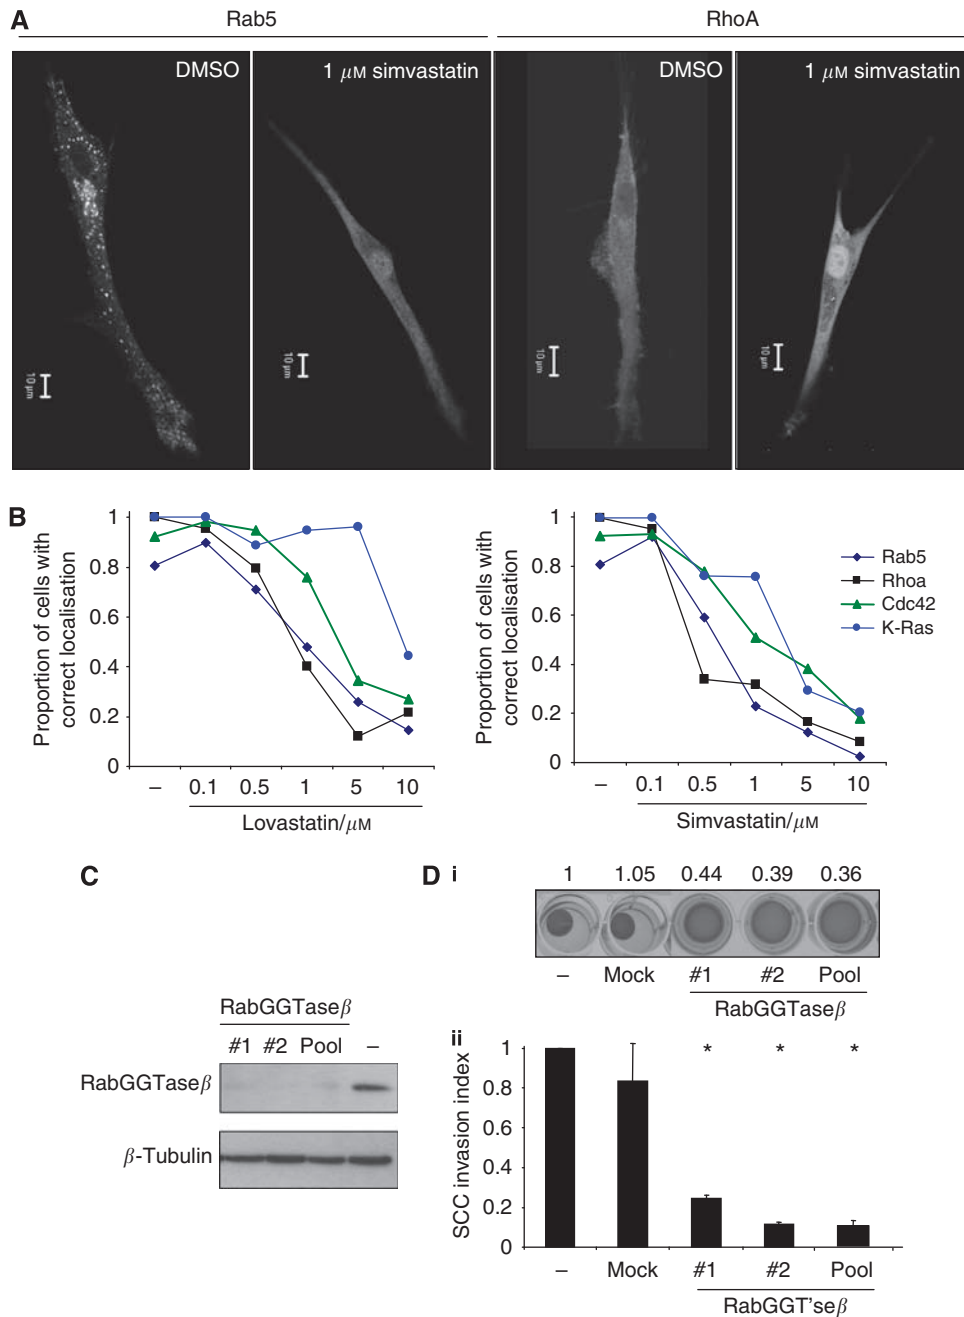 A
Rab5
RhoA
DMSO
1 μM simvastatin
DMSO
1 μM simvastatin
10 μm
10 μm
10 μm
10 μm
B
Proportion of cells with
correct localisation
1
0.8
0.6
0.4
0.2
0
– 0.1 0.5 1 5 10
Lovastatin/μM
Proportion of cells with
correct localisation
1
0.8
0.6
0.4
0.2
0
– 0.1 0.5 1 5 10
Simvastatin/μM
Rab5
Rhoa
Cdc42
K-Ras
C
RabGGTaseβ
#1 #2 Pool –
RabGGTaseβ
β-Tubulin
D i
1 1.05 0.44 0.39 0.36
– Mock #1 #2 Pool
RabGGTaseβ
ii
SCC invasion index
1
0.8
0.6
0.4
0.2
0
* * *
– Mock #1 #2 Pool
RabGGT'seβ